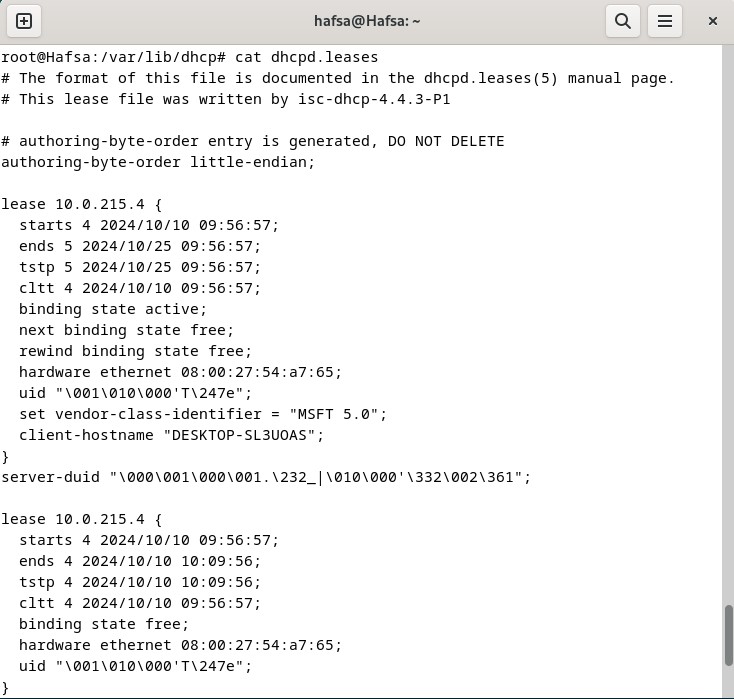 hafsa@Hafsa: ~
root@Hafsa:/var/lib/dhcp# cat dhcpd.leases
# The format of this file is documented in the dhcpd.leases(5) manual page.
# This lease file was written by isc-dhcp-4.4.3-P1

# authoring-byte-order entry is generated, DO NOT DELETE
authoring-byte-order little-endian;

lease 10.0.215.4 {
  starts 4 2024/10/10 09:56:57;
  ends 5 2024/10/25 09:56:57;
  tstp 5 2024/10/25 09:56:57;
  cltt 4 2024/10/10 09:56:57;
  binding state active;
  next binding state free;
  rewind binding state free;
  hardware ethernet 08:00:27:54:a7:65;
  uid "\001\010\000'T\247e";
  set vendor-class-identifier = "MSFT 5.0";
  client-hostname "DESKTOP-SL3UOAS";
}
server-duid "\000\001\000\001.\232_|\010\000'\332\002\361";

lease 10.0.215.4 {
  starts 4 2024/10/10 09:56:57;
  ends 4 2024/10/10 10:09:56;
  tstp 4 2024/10/10 10:09:56;
  cltt 4 2024/10/10 09:56:57;
  binding state free;
  hardware ethernet 08:00:27:54:a7:65;
  uid "\001\010\000'T\247e";
}